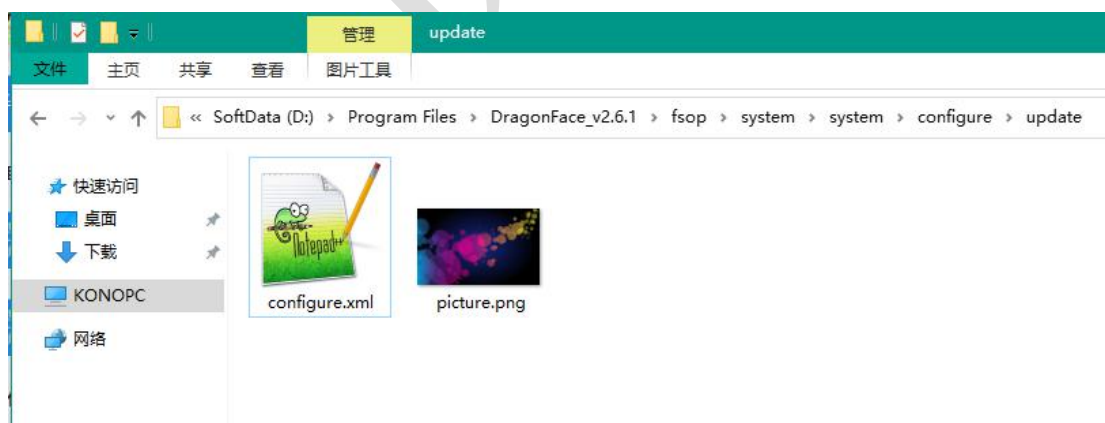 管理 update
文件 主页 共享 查看 图片工具
« SoftData (D:) › Program Files › DragonFace_v2.6.1 › fsop › system › system › configure › update
快速访问
桌面
下载
KONOPC
网络
Notepad++
configure.xml picture.png